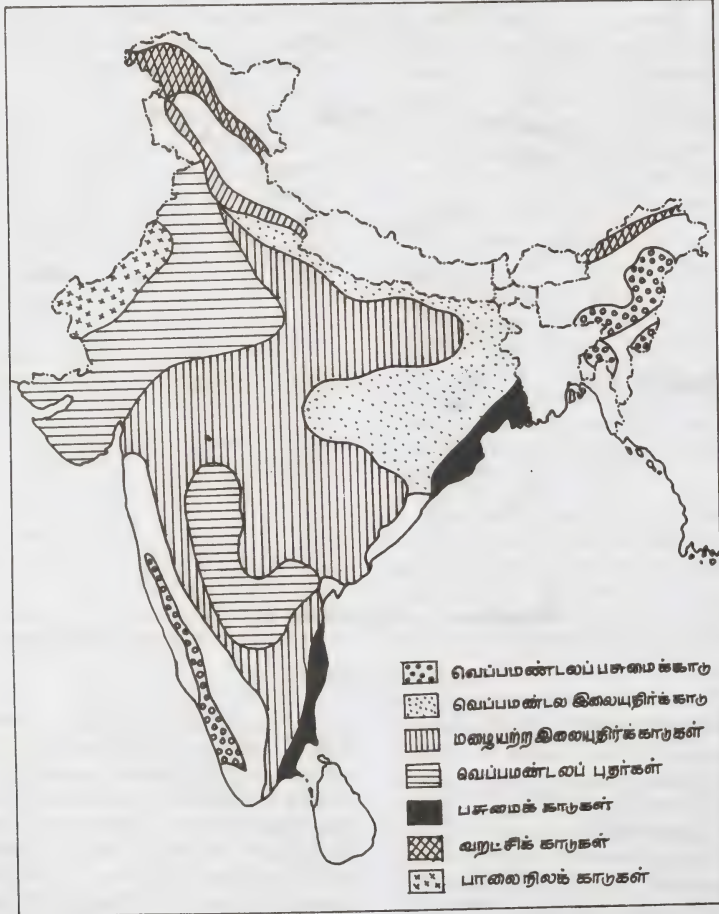 வெப்பமண்டலப் பசுமைக்காடு
வெப்பமண்டல இலையுதிர்க்காடு
மழையற்ற இலையுதிர்க்காடுகள்
வெப்பமண்டலப் புதர்கள்
பசுமைக் காடுகள்
வறட்சிக் காடுகள்
பாலைநிலக் காடுகள்